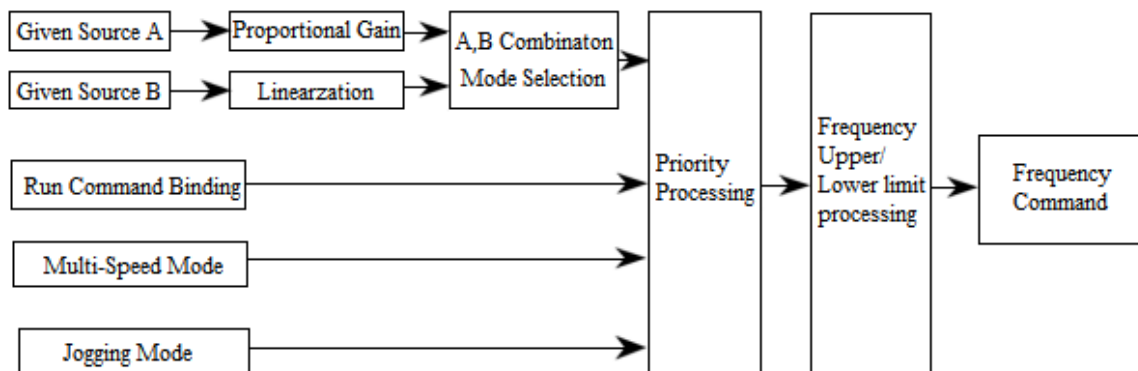 Given Source A
Proportional Gain
A,B Combinaton
Mode Selection
Given Source B
Linearzation
Run Command Binding
Multi-Speed Mode
Jogging Mode
Priority
Processing
Frequency
Upper/
Lower limit
processing
Frequency
Command